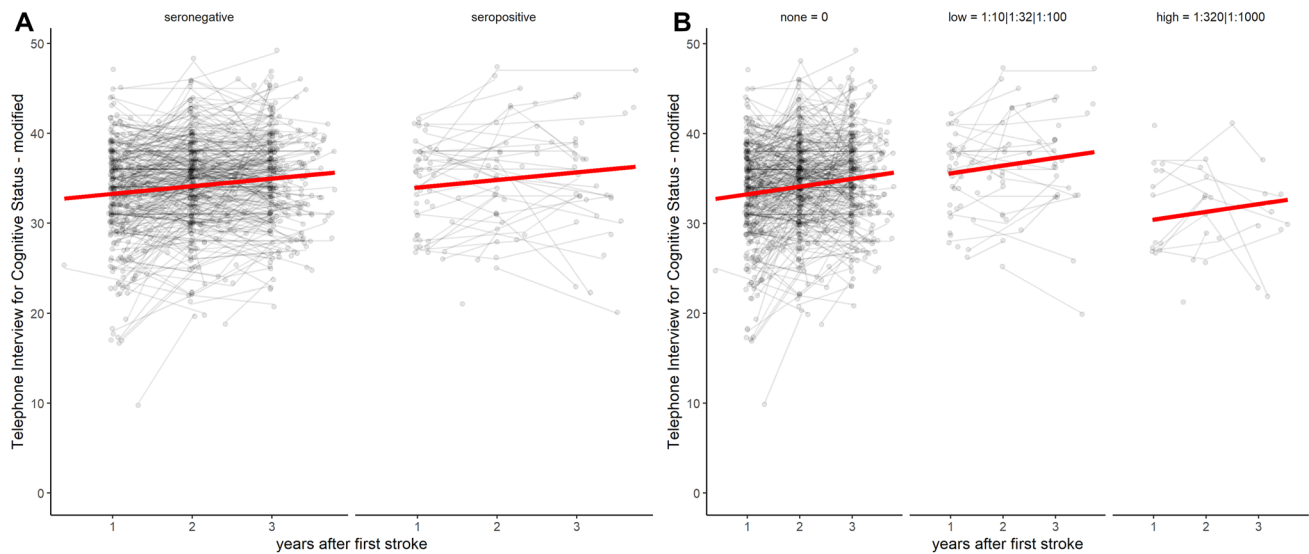 A
seronegative
seropositive
Telephone Interview for Cognitive Status - modified
50
40
30
20
10
0
1 2 3
1 2 3
years after first stroke
B
none = 0
low = 1:10|1:32|1:100
high = 1:320|1:1000
Telephone Interview for Cognitive Status - modified
50
40
30
20
10
0
1 2 3
1 2 3
1 2 3
years after first stroke